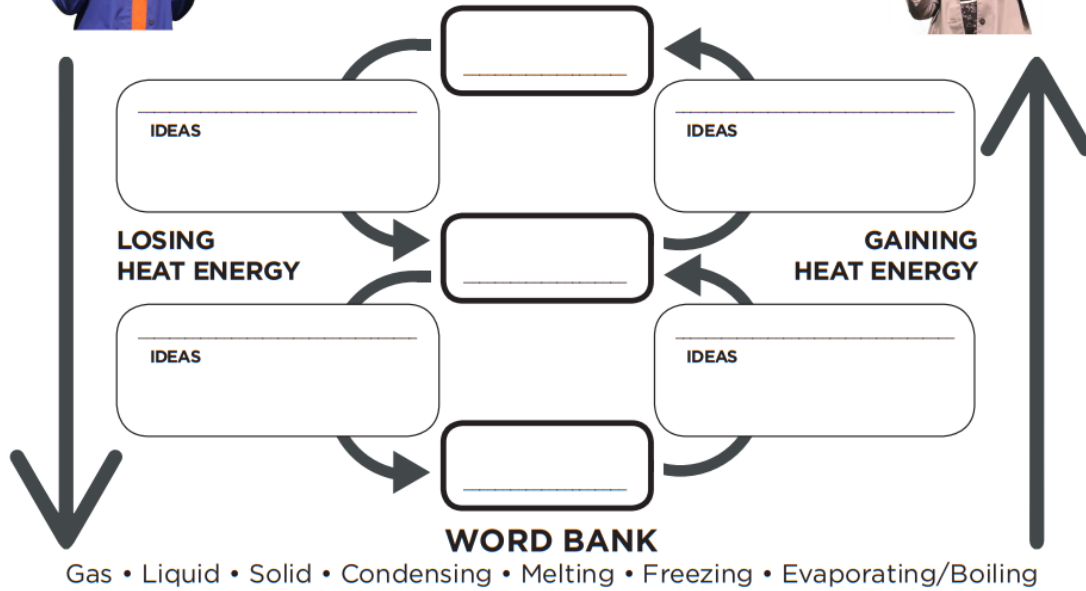 IDEAS
IDEAS
LOSING
HEAT ENERGY
GAINING
HEAT ENERGY
IDEAS
IDEAS
WORD BANK
Gas • Liquid • Solid • Condensing • Melting • Freezing • Evaporating/Boiling